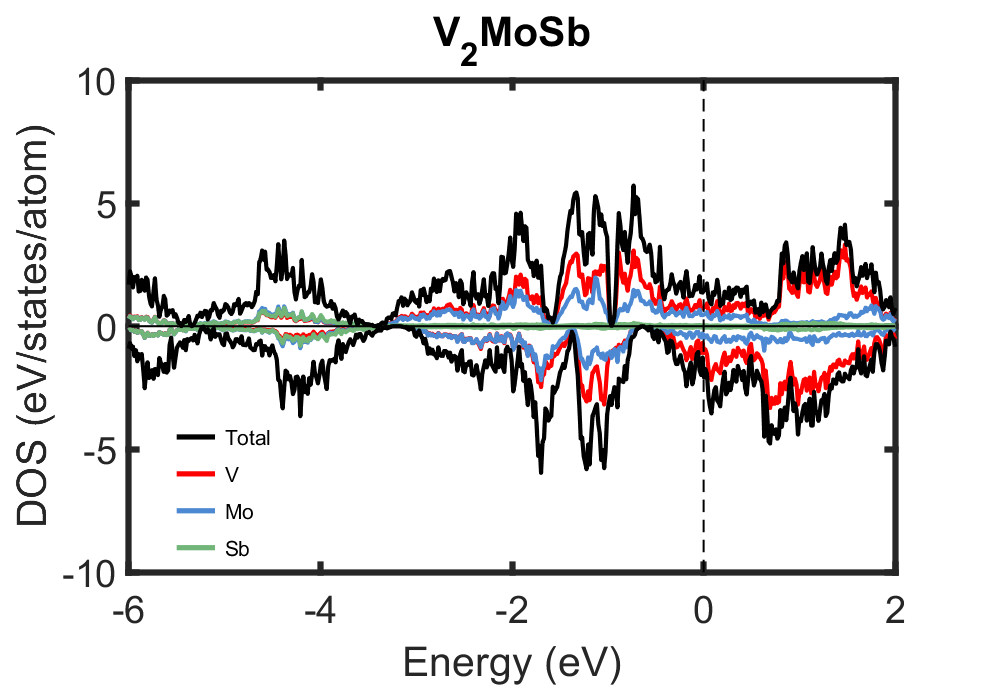 V2MoSb
DOS (eV/states/atom)
10
5
0
-5
-10
Total
V
Mo
Sb
-6 -4 -2 0 2
Energy (eV)